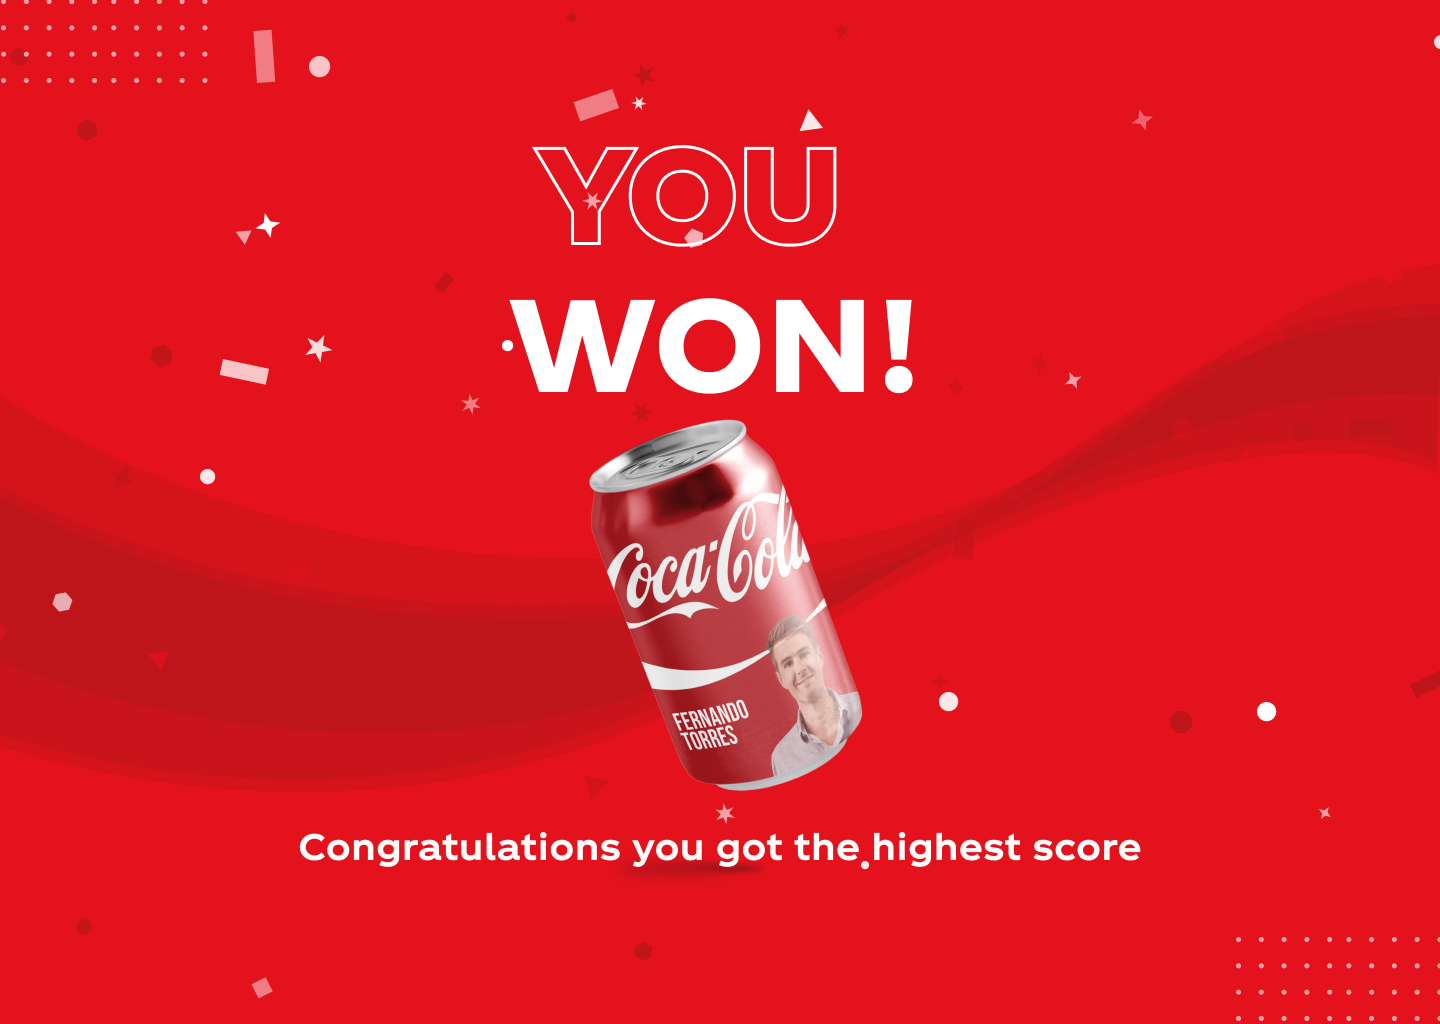 YOU
WON!
Coca-Cola
FERNANDO
TORRES
Congratulations you got the highest score